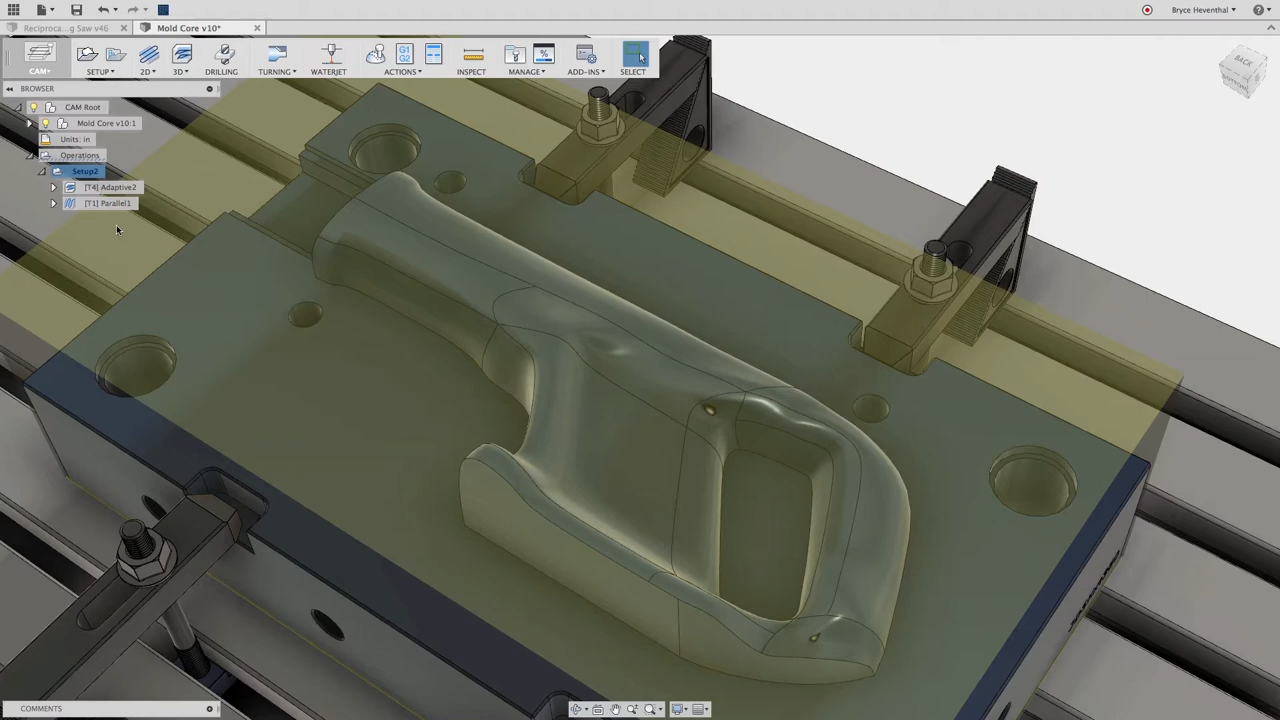 Bryce Heventhal
Reciproca...g Saw v46
Mold Core v10*
G1
G2
%
CAM
SETUP
2D
3D
DRILLING
TURNING
WATERJET
ACTIONS
INSPECT
MANAGE
ADD-INS
SELECT
BROWSER
CAM Root
Mold Core v10:1
Units: in
Operations
Setup2
[T4] Adaptive2
[T1] Parallel1
BACK
COMMENTS